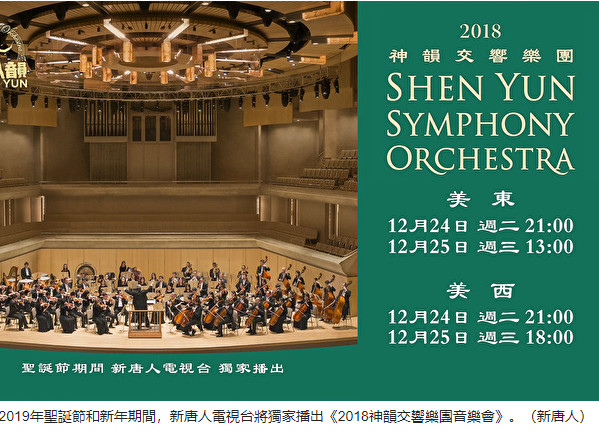 音韻
YUN
2018
神韻交響樂團
SHEN YUN
SYMPHONY
ORCHESTRA
美東
12月24日 週二 21:00
12月25日 週三 13:00
美西
12月24日 週二 21:00
12月25日 週三 18:00
聖誕節期間 新唐人電視台 獨家播出
2019年聖誕節和新年期間，新唐人電視台將獨家播出《2018神韻交響樂團音樂會》。（新唐人）